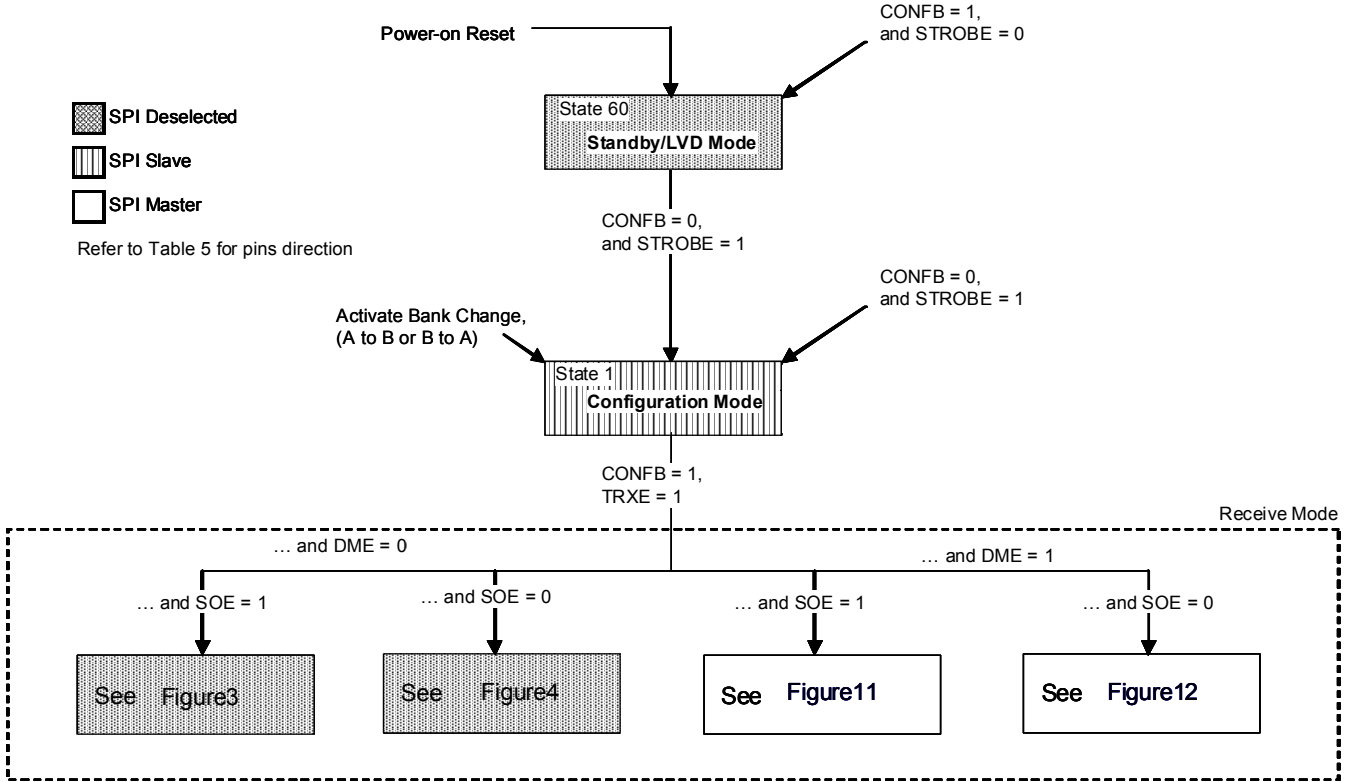 CONFB = 1,
and STROBE = 0
Power-on Reset
State 60
Standby/LVD Mode
SPI Deselected
SPI Slave
SPI Master
Refer to Table 5 for pins direction
CONFB = 0,
and STROBE = 1
CONFB = 0,
and STROBE = 1
Activate Bank Change,
(A to B or B to A)
State 1
Configuration Mode
CONFB = 1,
TRXE = 1
Receive Mode
... and DME = 0
... and DME = 1
... and SOE = 1
... and SOE = 0
... and SOE = 1
... and SOE = 0
See Figure3
See Figure4
See Figure11
See Figure12